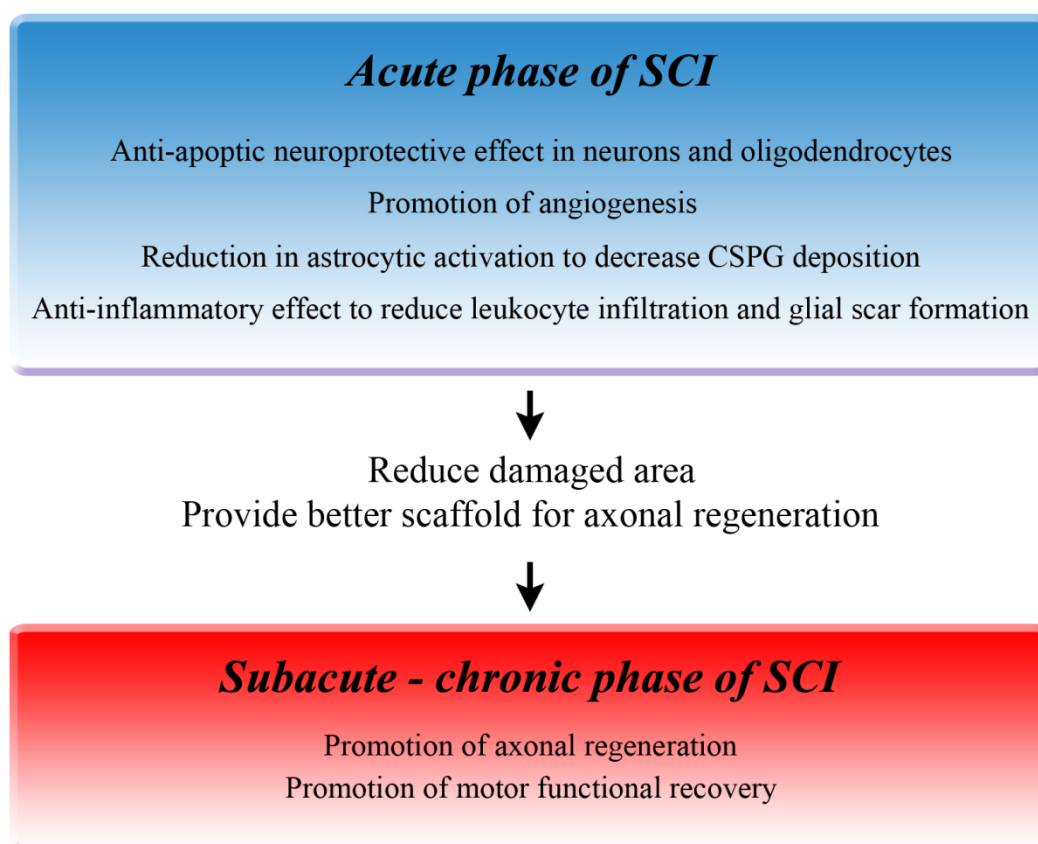 Acute phase of SCI
Anti-apoptic neuroprotective effect in neurons and oligodendrocytes
Promotion of angiogenesis
Reduction in astrocytic activation to decrease CSPG deposition
Anti-inflammatory effect to reduce leukocyte infiltration and glial scar formation
Reduce damaged area
Provide better scaffold for axonal regeneration
Subacute - chronic phase of SCI
Promotion of axonal regeneration
Promotion of motor functional recovery